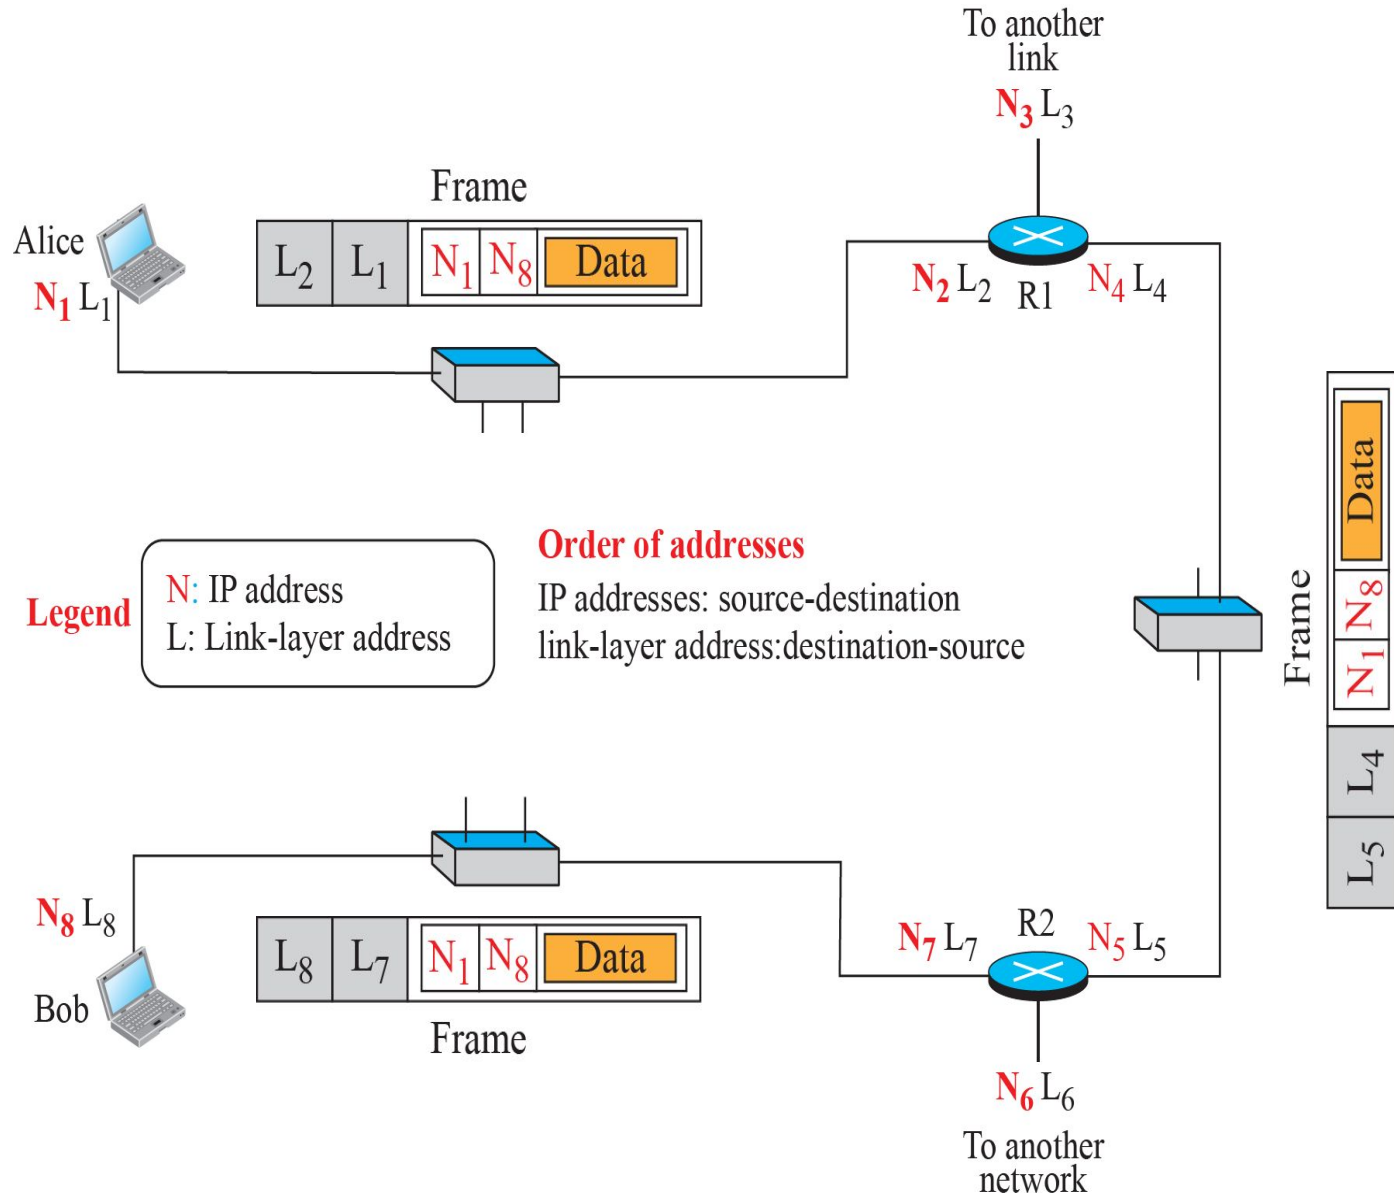 To another
link
N3 L3
Frame
Alice
N1 L1
L2 L1 N1 N8 Data
N2 L2
R1
N4 L4
Order of addresses
Legend
N: IP address
L: Link-layer address
IP addresses: source-destination
link-layer address:destination-source
Frame
L5 L4 N1 N8 Data
N8 L8
Bob
L8 L7 N1 N8 Data
Frame
N7 L7
R2
N5 L5
N6 L6
To another
network